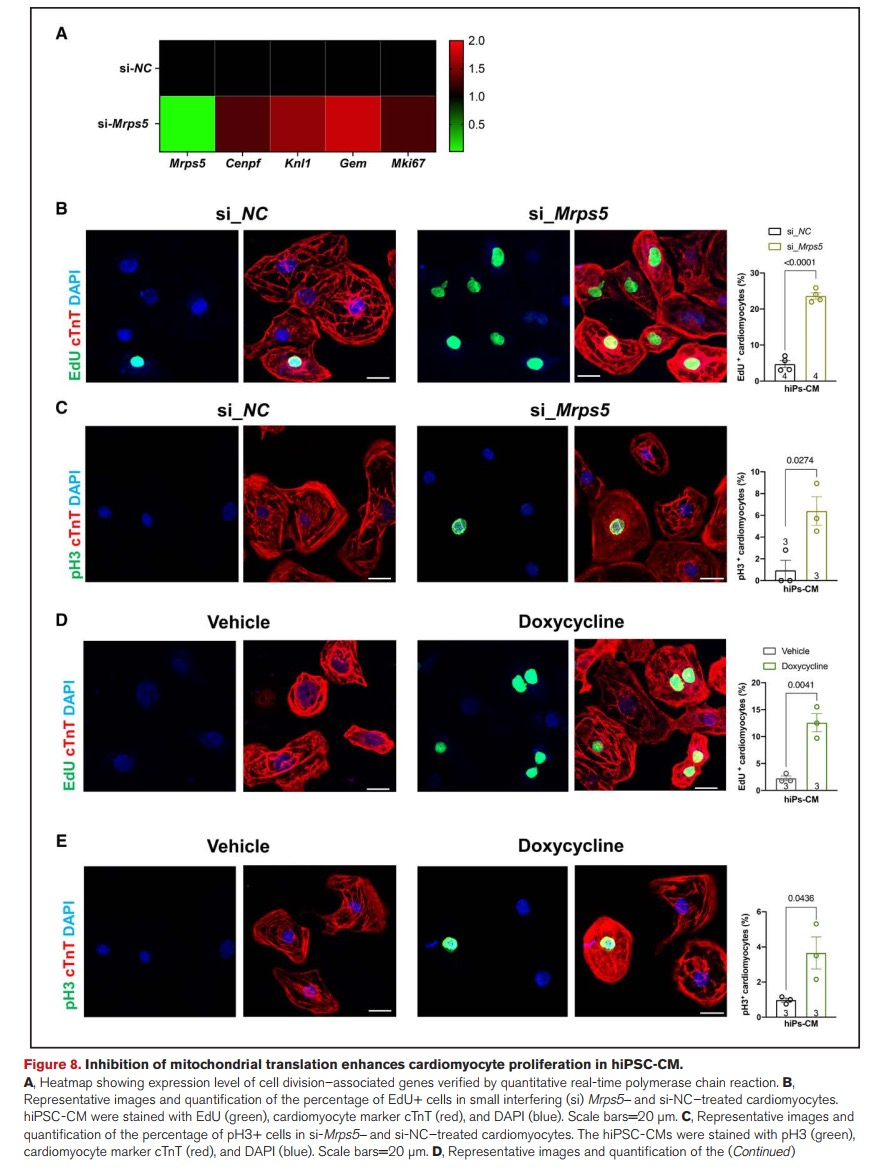 A
si-NC
si-Mrps5
2.0
1.5
1.0
0.5
Mrps5 Cenpf Knl1 Gem Mki67
B
si_NC
si_Mrps5
EdU cTnT DAPI
si_NC
si_Mrps5
<0.0001
EdU + cardiomyocytes (%)
30
20
10
0
4 4
hiPs-CM
C
si_NC
si_Mrps5
pH3 cTnT DAPI
0.0274
pH3 + cardiomyocytes (%)
10
8
6
4
2
0
3 3
hiPs-CM
D
Vehicle
Doxycycline
EdU cTnT DAPI
Vehicle
Doxycycline
0.0041
EdU + cardiomyocytes (%)
20
15
10
5
0
3 3
hiPs-CM
E
Vehicle
Doxycycline
pH3 cTnT DAPI
0.0436
pH3+ cardiomyocytes (%)
6
4
2
0
3 3
hiPs-CM
Figure 8. Inhibition of mitochondrial translation enhances cardiomyocyte proliferation in hiPSC-CM.
A, Heatmap showing expression level of cell division–associated genes verified by quantitative real-time polymerase chain reaction. B,
Representative images and quantification of the percentage of EdU+ cells in small interfering (si) Mrps5– and si-NC–treated cardiomyocytes.
hiPSC-CM were stained with EdU (green), cardiomyocyte marker cTnT (red), and DAPI (blue). Scale bars=20 μm. C, Representative images and
quantification of the percentage of pH3+ cells in si-Mrps5– and si-NC–treated cardiomyocytes. The hiPSC-CMs were stained with pH3 (green),
cardiomyocyte marker cTnT (red), and DAPI (blue). Scale bars=20 μm. D, Representative images and quantification of the (Continued)